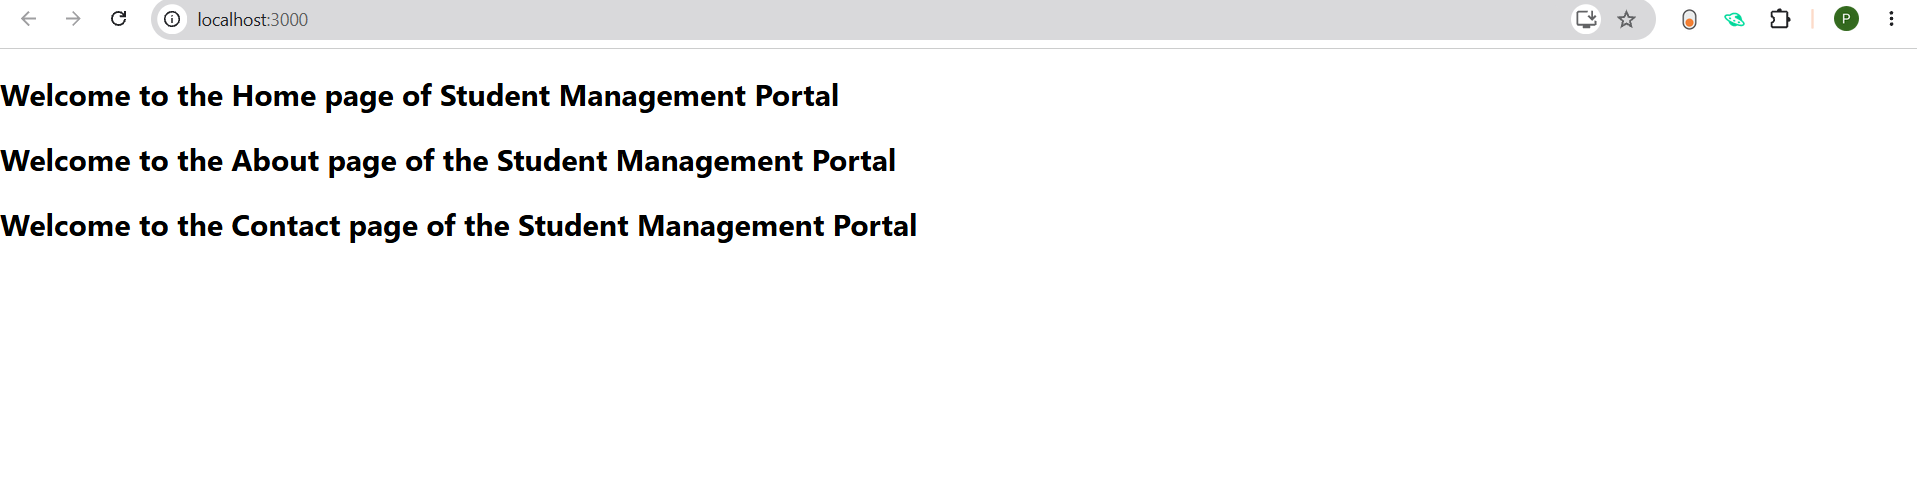 localhost:3000
P
Welcome to the Home page of Student Management Portal
Welcome to the About page of the Student Management Portal
Welcome to the Contact page of the Student Management Portal